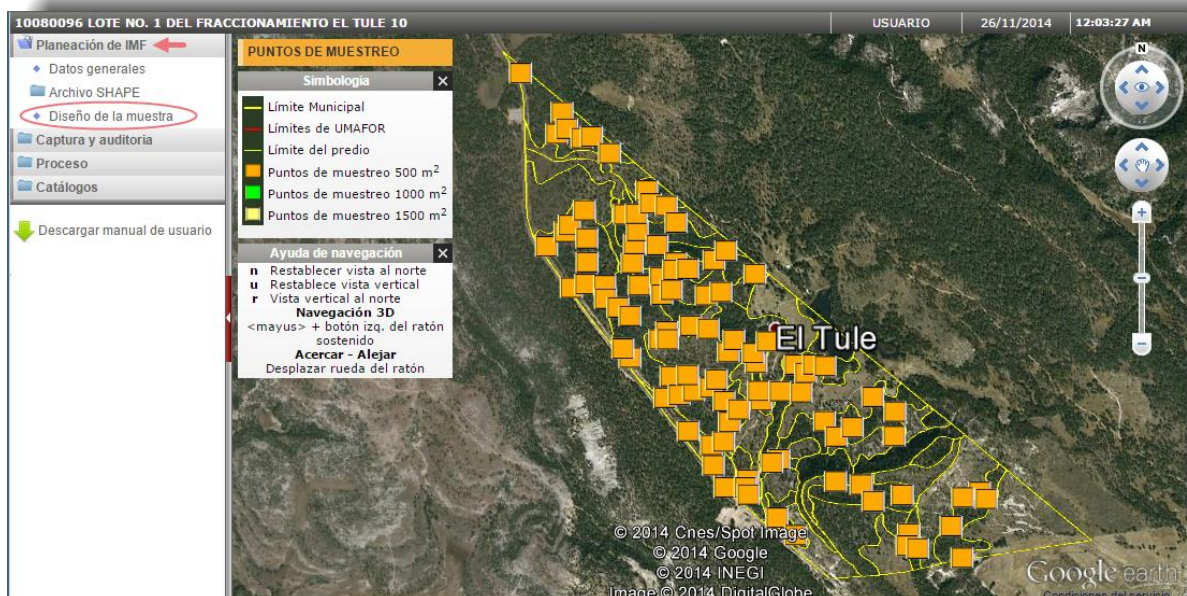 10080096 LOTE NO. 1 DEL FRACCIONAMIENTO EL TULE 10
USUARIO
26/11/2014
12:03:27 AM
Planeación de IMF
Datos generales
Archivo SHAPE
Diseño de la muestra
Captura y auditoria
Proceso
Catálogos
Descargar manual de usuario
PUNTOS DE MUESTREO
Simbología
Límite Municipal
Límites de UMAFOR
Límite del predio
Puntos de muestreo 500 m²
Puntos de muestreo 1000 m²
Puntos de muestreo 1500 m²
Ayuda de navegación
n Restablecer vista al norte
u Restablece vista vertical
r Vista vertical al norte
Navegación 3D
<mayus> + botón izq. del ratón
sostenido
Acercar - Alejar
Desplazar rueda del ratón
N
El Tule
© 2014 Cnes/Spot Image
© 2014 Google
© 2014 INEGI
Image © 2014 DigitalGlobe
Google earth
Condiciones del servicio